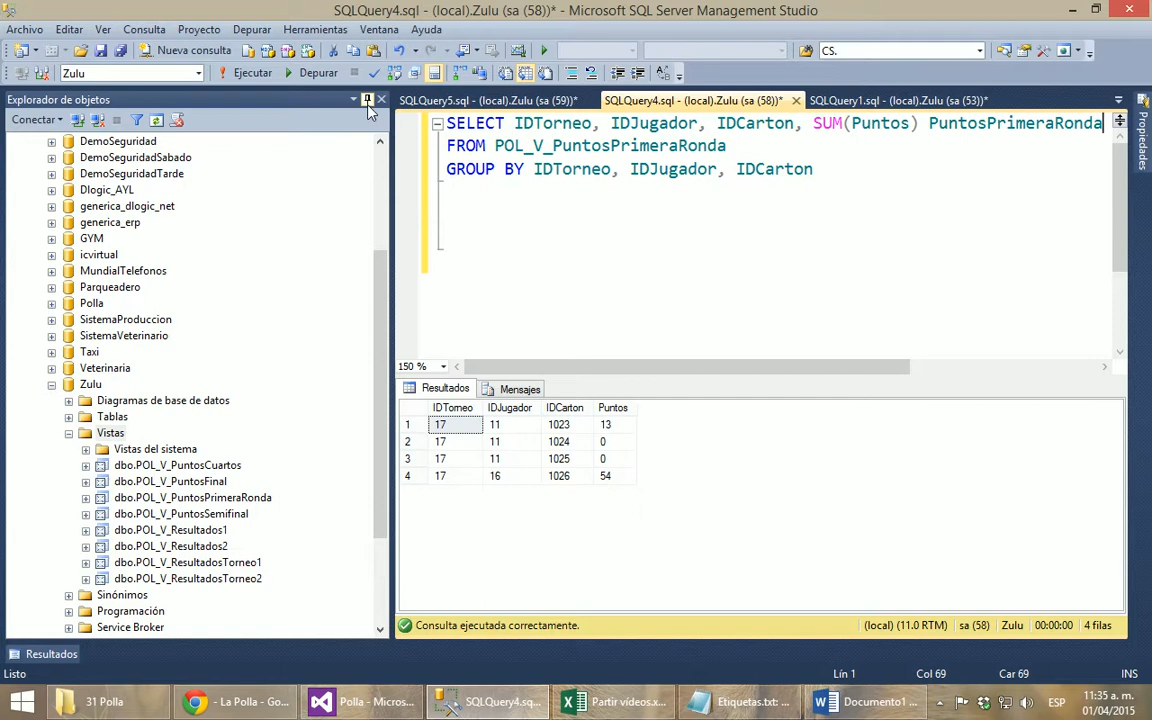 SQLQuery4.sql - (local).Zulu (sa (58))* - Microsoft SQL Server Management Studio
Archivo Editar Ver Consulta Proyecto Depurar Herramientas Ventana Ayuda
Nueva consulta CS.
Zulu Ejecutar Depurar
Explorador de objetos
SQLQuery5.sql - (local).Zulu (sa (59))* SQLQuery4.sql - (local).Zulu (sa (58))* SQLQuery1.sql - (local).Zulu (sa (53))*
Conectar
DemoSeguridad
DemoSeguridadSabado
DemoSeguridadTarde
Dlogic_AYL
generica_dlogic_net
generica_erp
GYM
icvirtual
MundialTelefonos
Parqueadero
Polla
SistemaProduccion
SistemaVeterinario
Taxi
Veterinaria
Zulu
Diagramas de base de datos
Tablas
Vistas
Vistas del sistema
dbo.POL_V_PuntosCuartos
dbo.POL_V_PuntosFinal
dbo.POL_V_PuntosPrimeraRonda
dbo.POL_V_PuntosSemifinal
dbo.POL_V_Resultados1
dbo.POL_V_Resultados2
dbo.POL_V_ResultadosTorneo1
dbo.POL_V_ResultadosTorneo2
Sinónimos
Programación
Service Broker
SELECT IDTorneo, IDJugador, IDCarton, SUM(Puntos) PuntosPrimeraRonda
FROM POL_V_PuntosPrimeraRonda
GROUP BY IDTorneo, IDJugador, IDCarton
150 %
Resultados Mensajes
IDTorneo IDJugador IDCarton Puntos
1 17 11 1023 13
2 17 11 1024 0
3 17 11 1025 0
4 17 16 1026 54
Consulta ejecutada correctamente. (local) (11.0 RTM) sa (58) Zulu 00:00:00 4 filas
Propiedades
Resultados
Listo Lín 1 Col 69 Car 69 INS
31 Polla - La Polla - Go... Polla - Micros... SQLQuery4.sq... Partir vídeos.x... Etiquetas.txt: ... Documento1 ... ESP 11:35 a. m.
01/04/2015